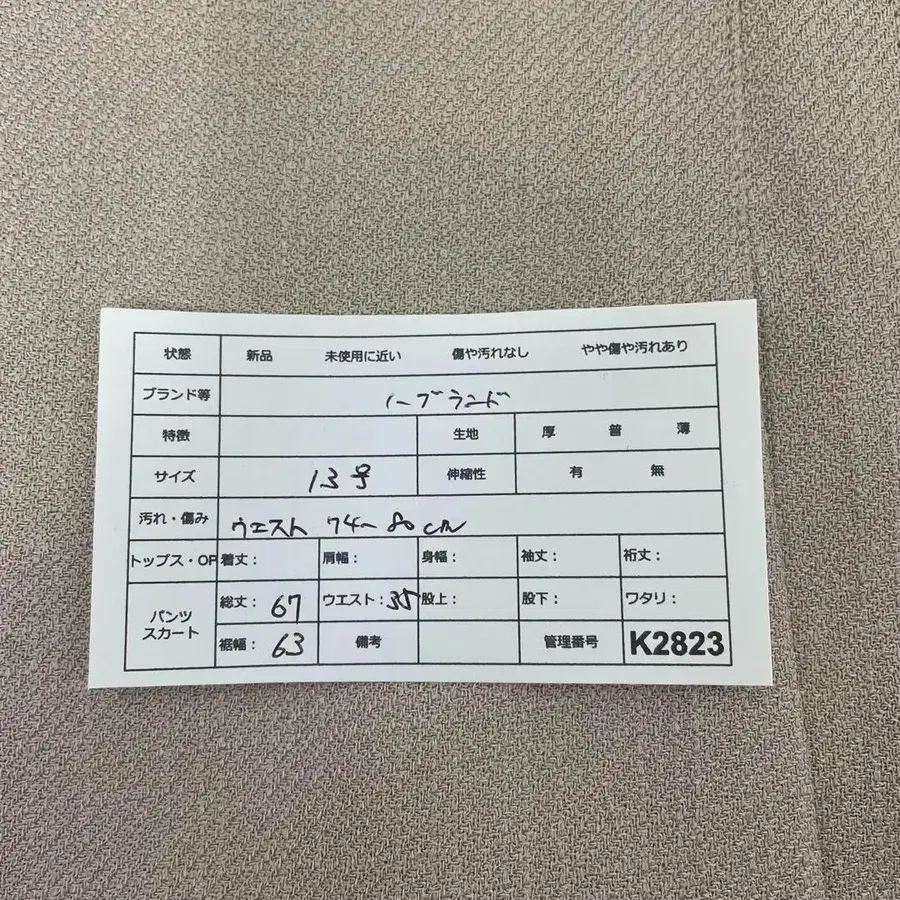 状態 新品 未使用に近い 傷や汚れなし やや傷や汚れあり
ブランド等 ノーブランド
特徴 生地 厚 普 薄
サイズ 13号 伸縮性 有 無
汚れ・傷み ウエスト 74〜80cm
トップス・OP 着丈： 肩幅： 身幅： 袖丈： 裄丈：
パンツ スカート 総丈： 67 ウエスト：35 股上： 股下： ワタリ：
裾幅： 63 備考 管理番号 K2823